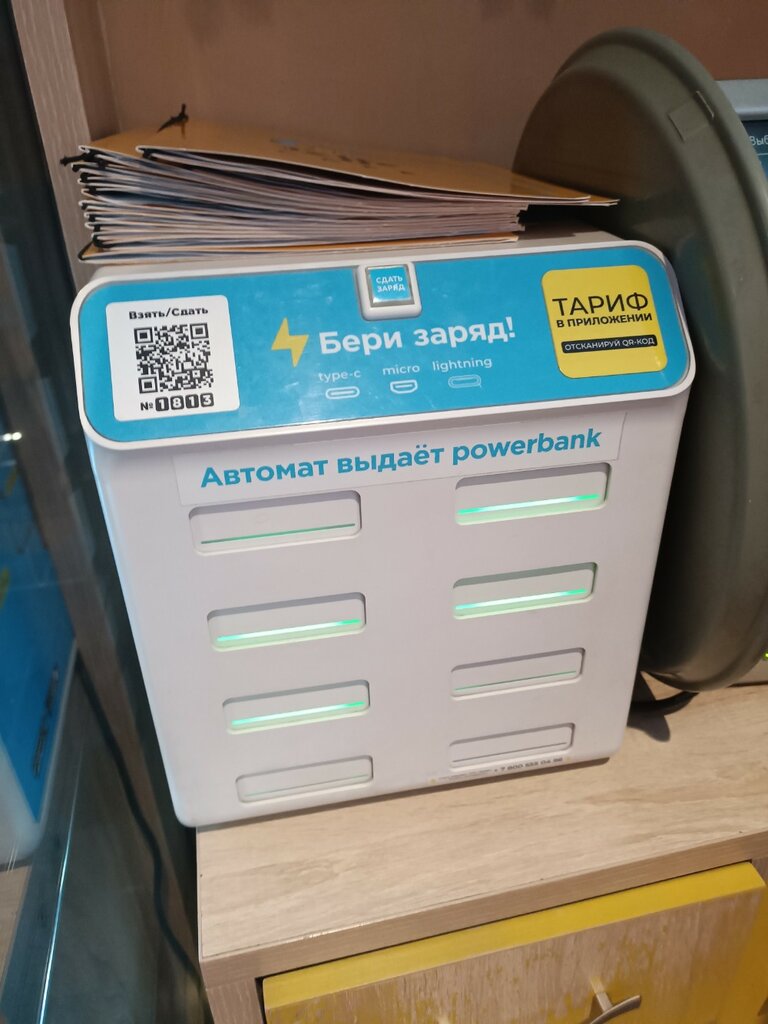 Взять/Сдать
№1813
СДАТЬ
ЗАРЯД
Бери заряд!
type-c micro lightning
ТАРИФ
В ПРИЛОЖЕНИИ
ОТСКАНИРУЙ QR-КОД
Автомат выдаёт powerbank